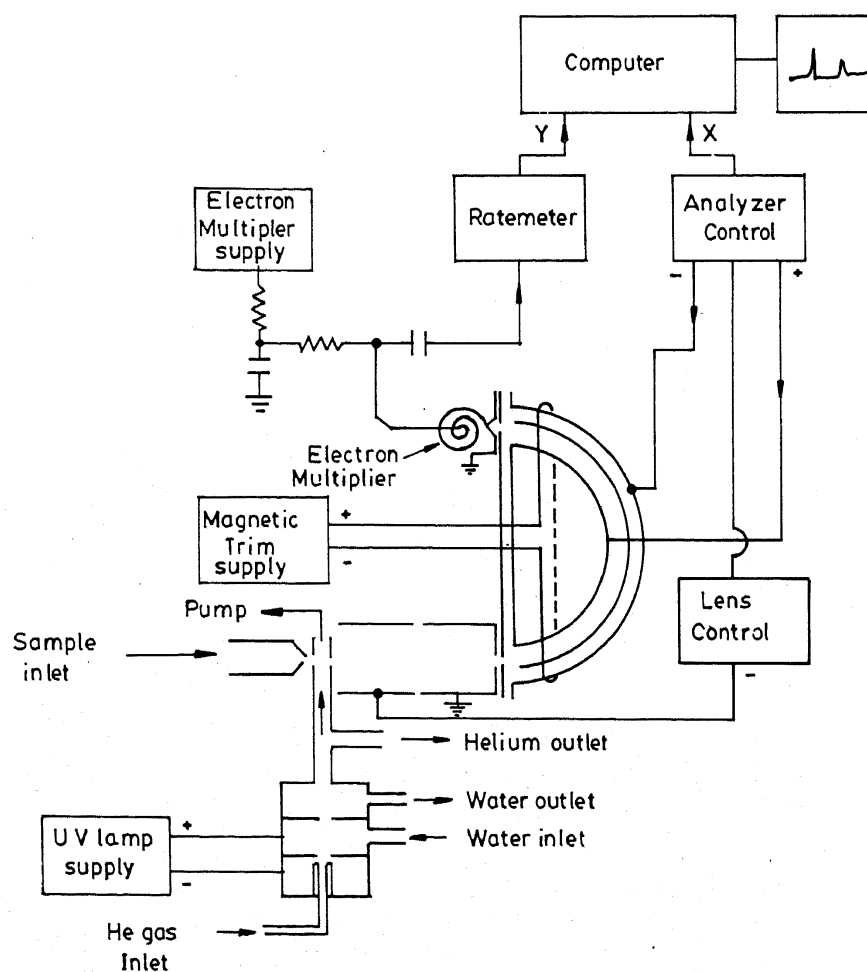 Computer
Y
X
Electron
Multipler
supply
Ratemeter
Analyzer
Control
-
+
Electron
Multiplier
Magnetic
Trim
supply
+
-
Pump
Lens
Control
-
Sample
inlet
Helium outlet
Water outlet
Water inlet
UV lamp
supply
+
-
He gas
Inlet